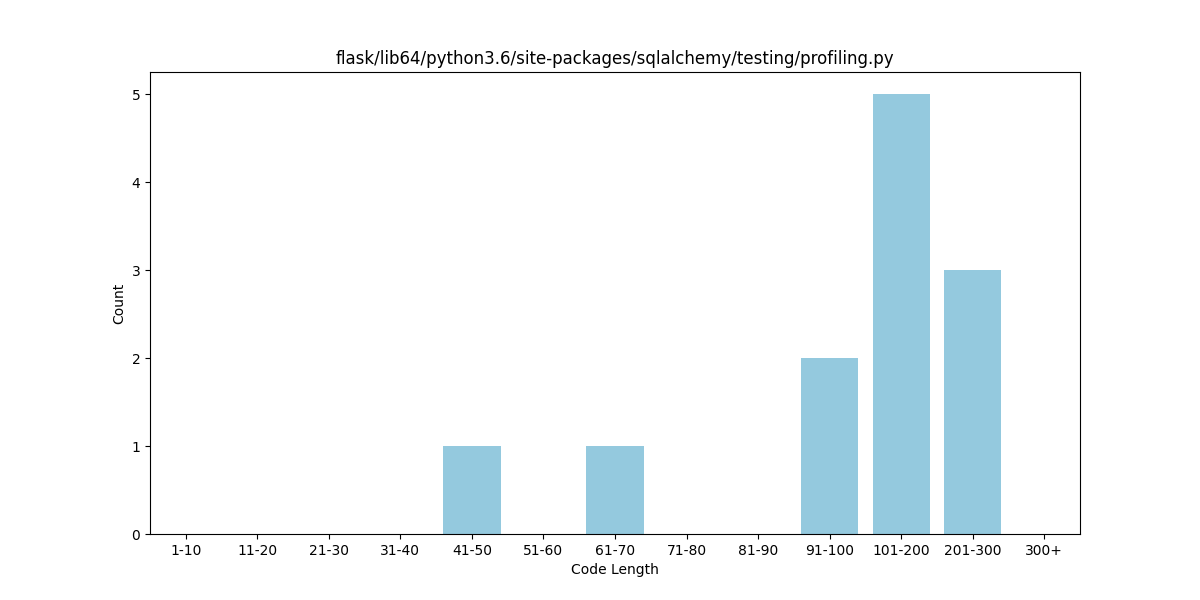 flask/lib64/python3.6/site-packages/sqlalchemy/testing/profiling.py
5
4
3
2
1
0
Count
1-10 11-20 21-30 31-40 41-50 51-60 61-70 71-80 81-90 91-100 101-200 201-300 300+
Code Length